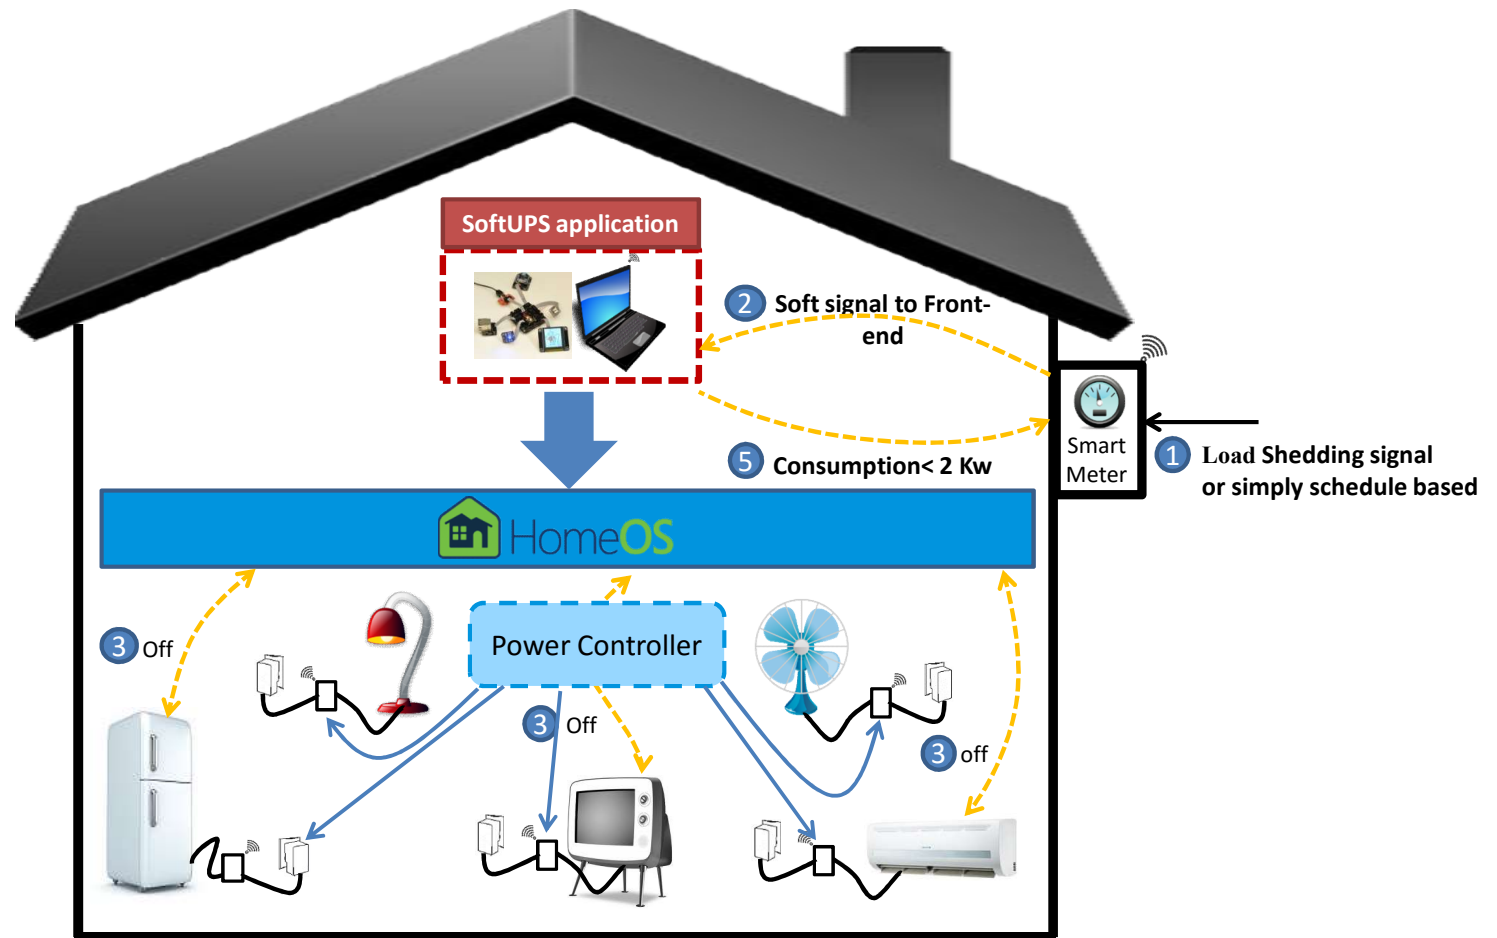 SoftUPS application
2 Soft signal to Front-
end
Smart
Meter
1 Load Shedding signal
or simply schedule based
5 Consumption< 2 Kw
HomeOS
3 Off
Power Controller
3 Off
3 off